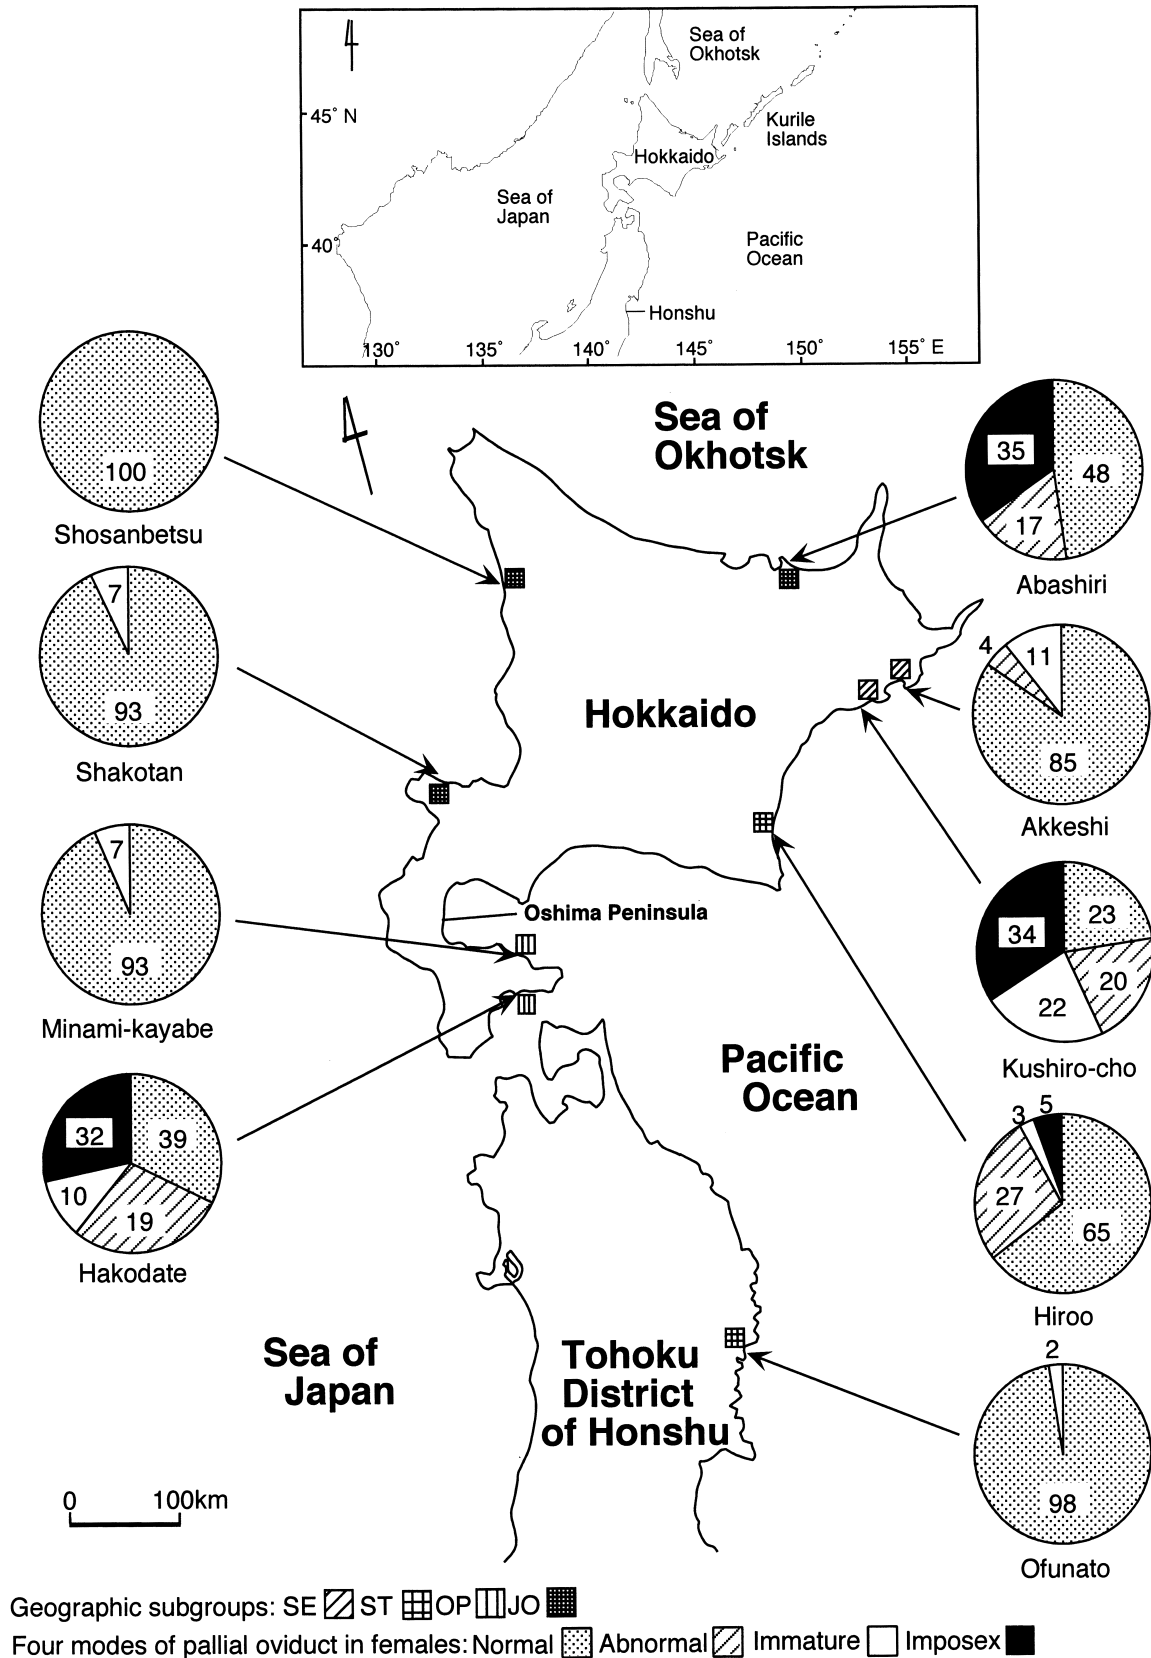 Sea of
Okhotsk
45° N
Kurile
Islands
Hokkaido
Sea of
Japan
40°
Pacific
Ocean
Honshu
130°
135°
140°
145°
150°
155° E
100
Shosanbetsu
Sea of
Okhotsk
35
48
17
Abashiri
7
93
Shakotan
Hokkaido
4
11
85
Akkeshi
7
93
Minami-kayabe
Oshima Peninsula
34
23
20
22
Kushiro-cho
Pacific
Ocean
32
39
10
19
Hakodate
3
5
27
65
Hiroo
Sea of
Japan
Tohoku
District
of Honshu
2
98
Ofunato
0
100km
Geographic subgroups: SE ST OP JO
Four modes of pallial oviduct in females: Normal Abnormal Immature Imposex